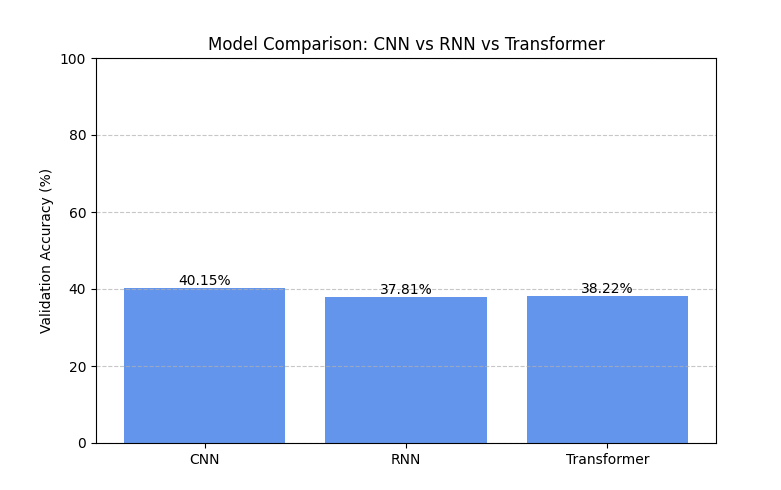 Model Comparison: CNN vs RNN vs Transformer
Validation Accuracy (%)
100
80
60
40
20
0
40.15%
37.81%
38.22%
CNN
RNN
Transformer